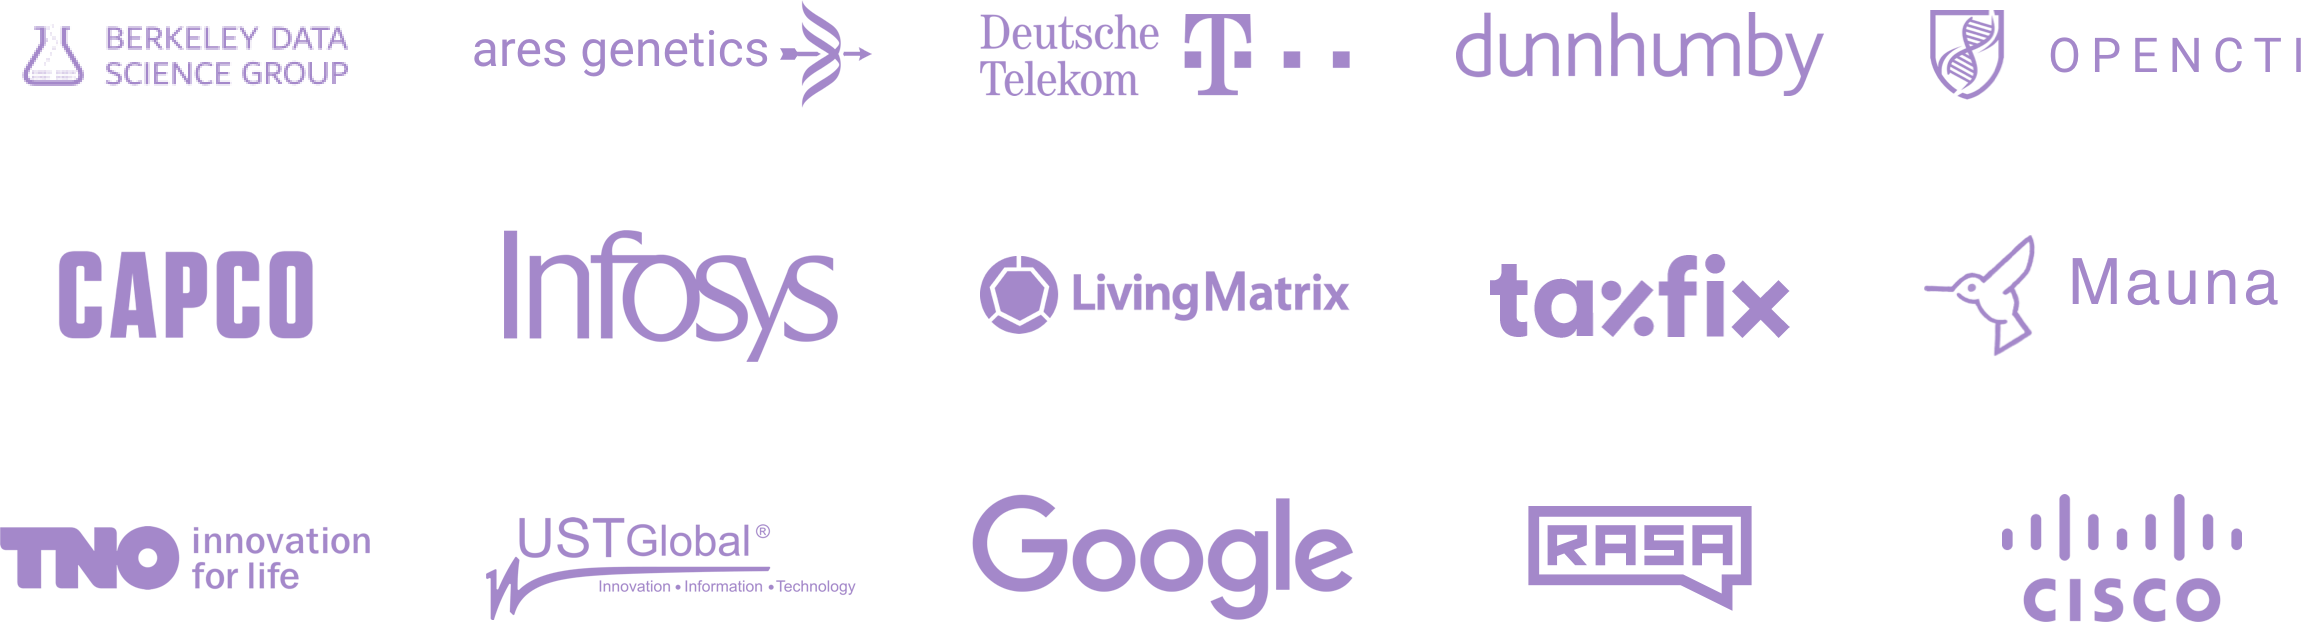 BERKELEY DATA
SCIENCE GROUP
ares genetics
Deutsche
Telekom
T
dunnhumby
OPENCTI
CAPCO
Infosys
LivingMatrix
taxfix
Mauna
TNO innovation
for life
USTGlobal®
Innovation • Information • Technology
Google
RASA
CISCO